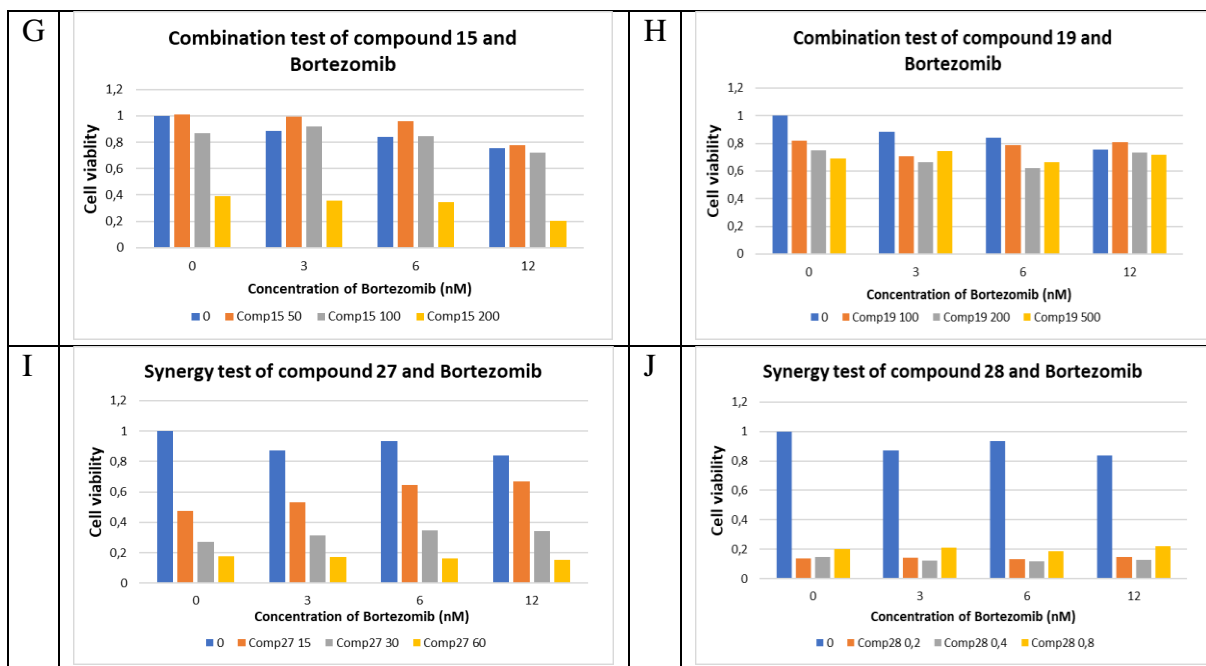 G
Combination test of compound 15 and
Bortezomib
1,2
1
0,8
0,6
0,4
0,2
0
Cell viablity
0 3 6 12
Concentration of Bortezomib (nM)
0 Comp15 50 Comp15 100 Comp15 200
H
Combination test of compound 19 and
Bortezomib
1,2
1
0,8
0,6
0,4
0,2
0
Cell viability
0 3 6 12
Concentration of Bortezomib (nM)
0 Comp19 100 Comp19 200 Comp19 500
I
Synergy test of compound 27 and Bortezomib
1,2
1
0,8
0,6
0,4
0,2
0
Cell viability
0 3 6 12
Concentration of Bortezomib (nM)
0 Comp27 15 Comp27 30 Comp27 60
J
Synergy test of compound 28 and Bortezomib
1,2
1
0,8
0,6
0,4
0,2
0
Cell viability
0 3 6 12
Concentration of Bortezomib (nM)
0 Comp28 0,2 Comp28 0,4 Comp28 0,8